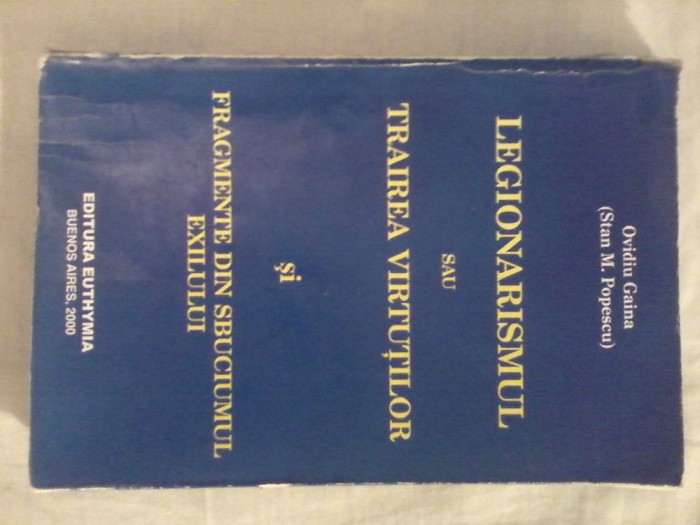 Ovidiu Gaina
(Stan M. Popescu)
LEGIONARISMUL
SAU
TRAIREA VIRTUȚILOR
și
FRAGMENTE DIN SBUCIUMUL
EXILULUI
EDITURA EUTHYMIA
BUENOS AIRES, 2000